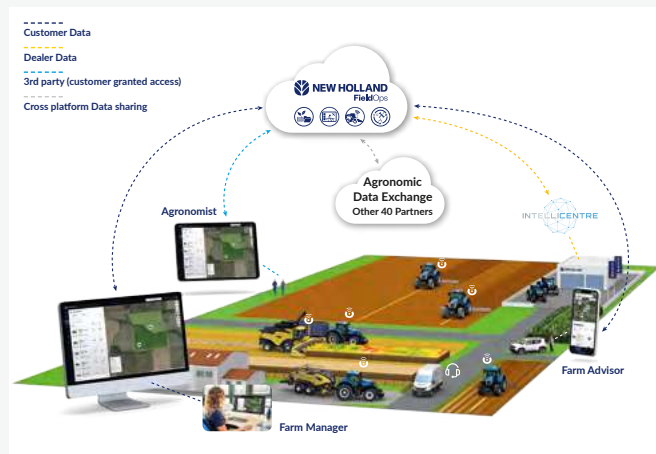 Customer Data
Dealer Data
3rd party (customer granted access)
Cross platform Data sharing
NEW HOLLAND
FieldOps
Agronomic
Data Exchange
Other 40 Partners
Agronomist
INTELLICENTRE
Farm Advisor
Farm Manager